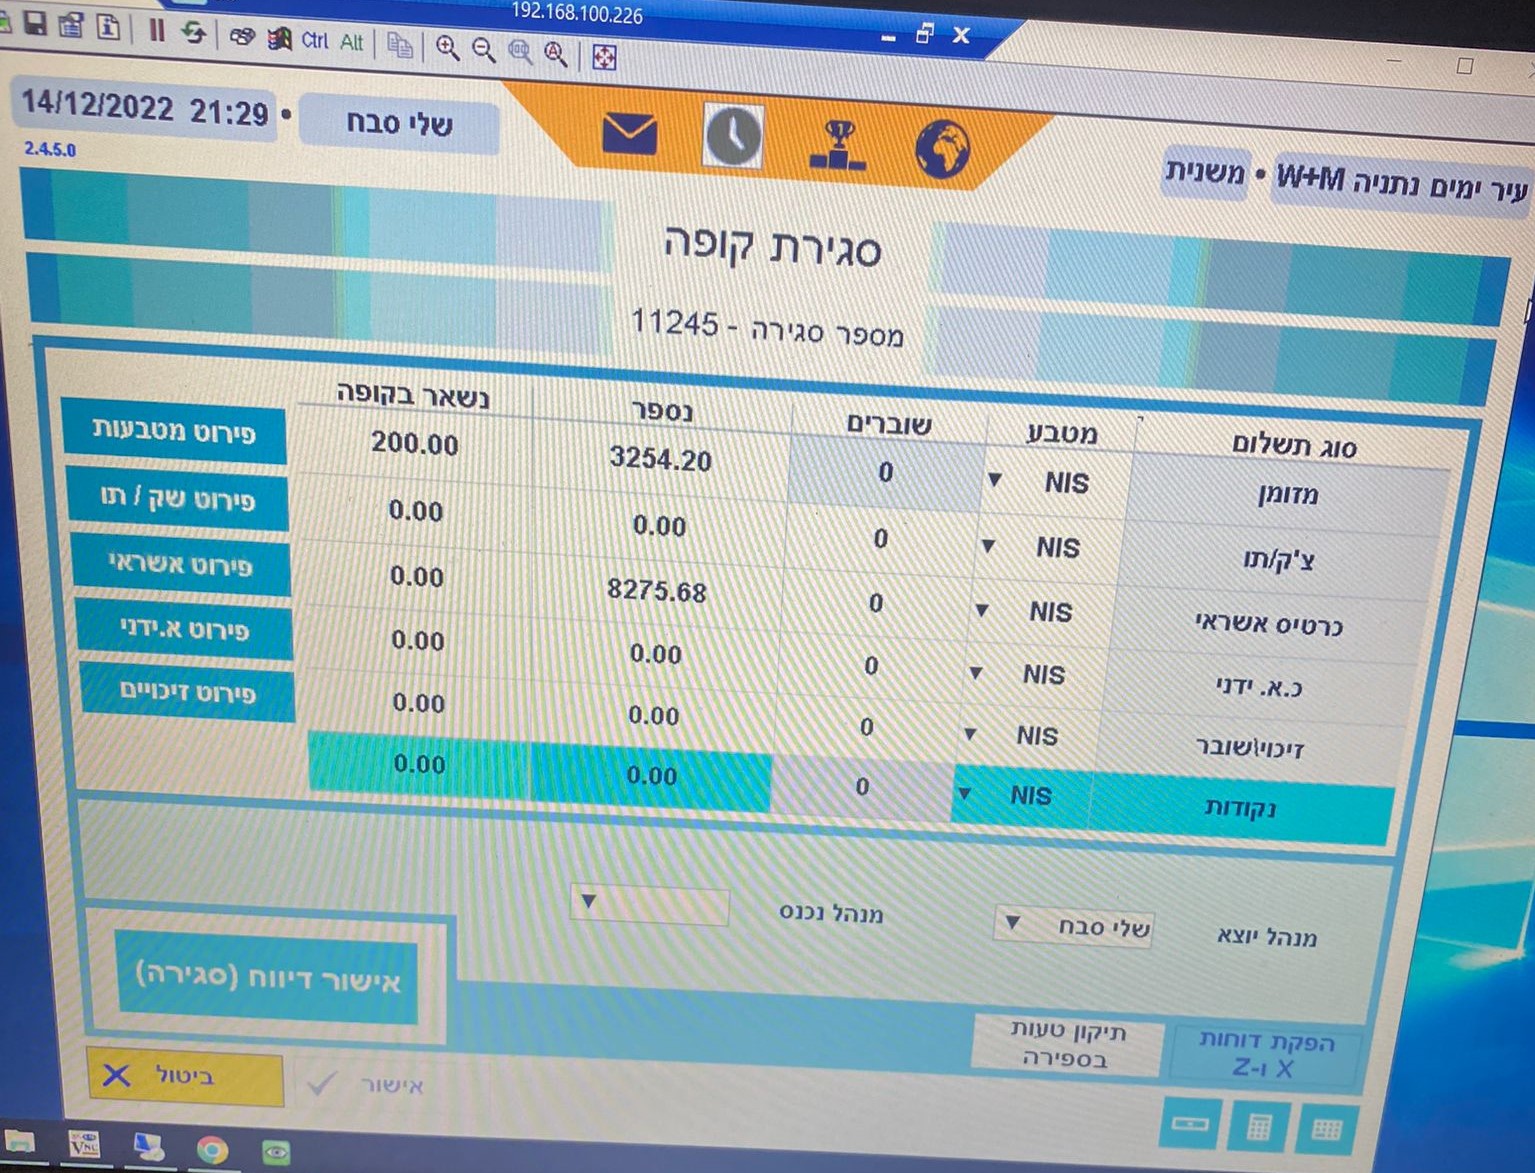 192.168.100.226
Ctrl Alt
14/12/2022 21:29 • שלי סבח
עיר ימים נתניה W+M • משנית
2.4.5.0
סגירת קופה
מספר סגירה - 11245
סוג תשלום מטבע שוברים נספר נשאר בקופה
מזומן NIS 0 3254.20 200.00
צ'ק/תו NIS 0 0.00 0.00
כרטיס אשראי NIS 0 8275.68 0.00
כ.א. ידני NIS 0 0.00 0.00
זיכוי\שובר NIS 0 0.00 0.00
נקודות NIS 0 0.00 0.00
פירוט מטבעות
פירוט שק / תו
פירוט אשראי
פירוט א.ידני
פירוט זיכויים
מנהל יוצא שלי סבח מנהל נכנס
אישור דיווח (סגירה)
הפקת דוחות
X ו-Z
תיקון טעות
בספירה
אישור
ביטול
VNC